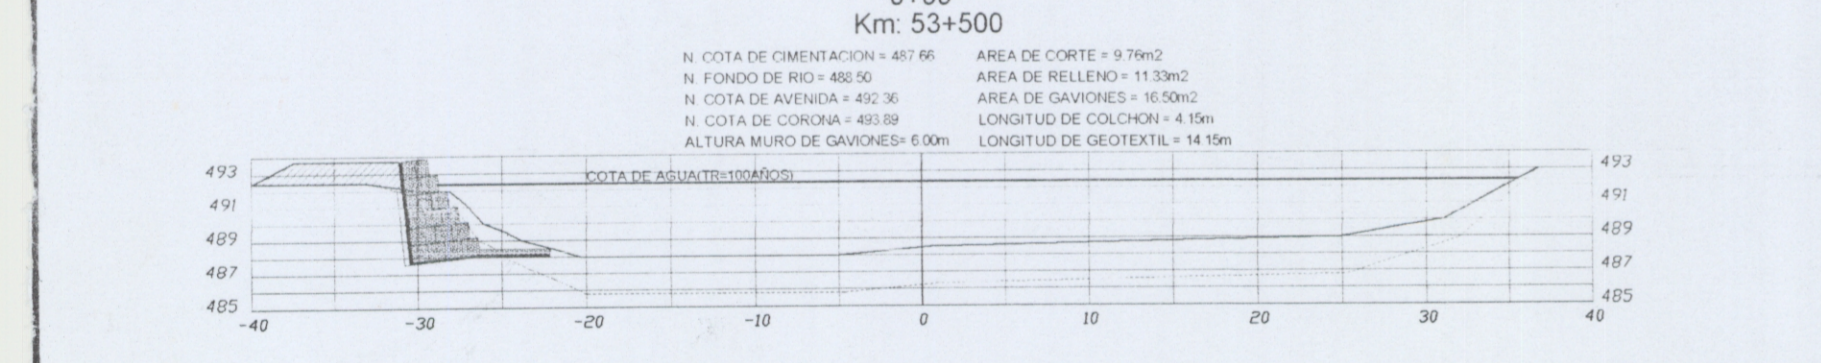 Km: 53+500
N. COTA DE CIMENTACION = 487.66
N. FONDO DE RIO = 488.50
N. COTA DE AVENIDA = 492.36
N. COTA DE CORONA = 493.89
ALTURA MURO DE GAVIONES= 6.00m
AREA DE CORTE = 9.76m2
AREA DE RELLENO = 11.33m2
AREA DE GAVIONES = 16.50m2
LONGITUD DE COLCHON = 4.15m
LONGITUD DE GEOTEXTIL = 14.15m
COTA DE AGUA(TR=100AÑOS)
493
491
489
487
485
493
491
489
487
485
-40 -30 -20 -10 0 10 20 30 40